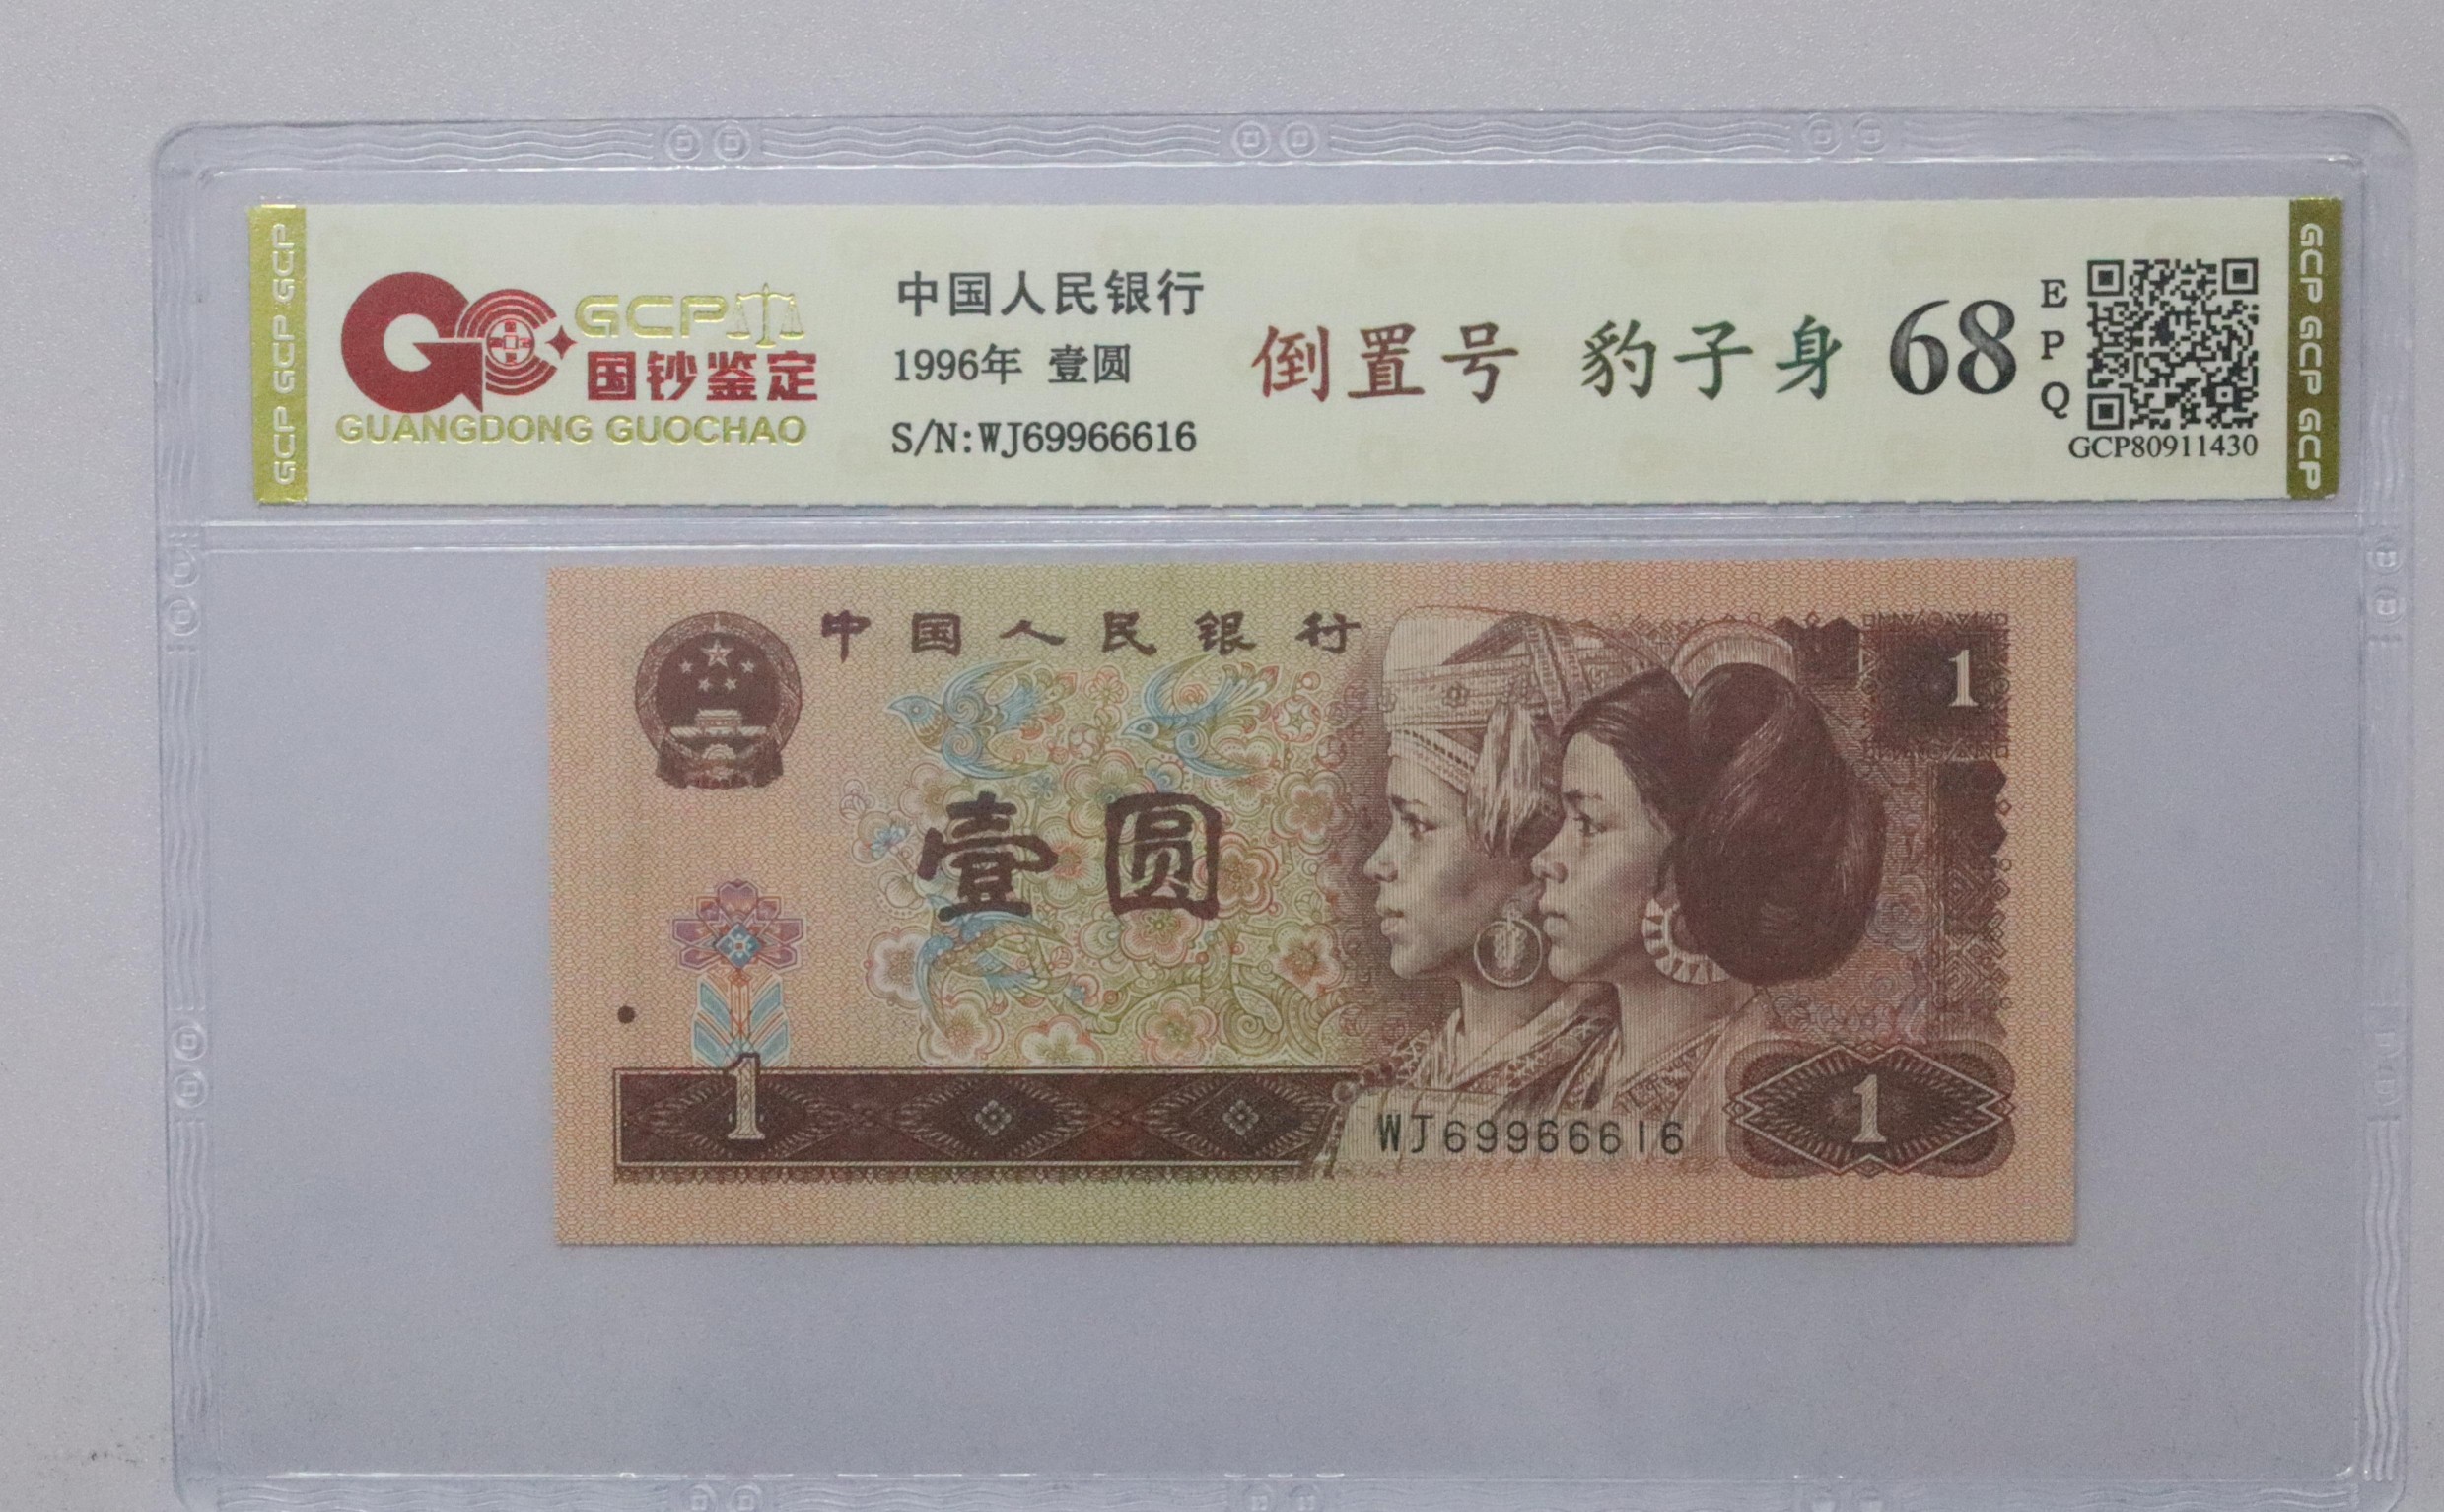 GCP GCP GCP
GCP
国钞鉴定
GUANGDONG GUOCHAO
中国人民银行
1996年 壹圆
S/N:WJ69966616
倒置号 豹子身
68
E
P
Q
GCP80911430
GCP GCP GCP
中国人民银行
1
壹圆
1
WJ69966616
1